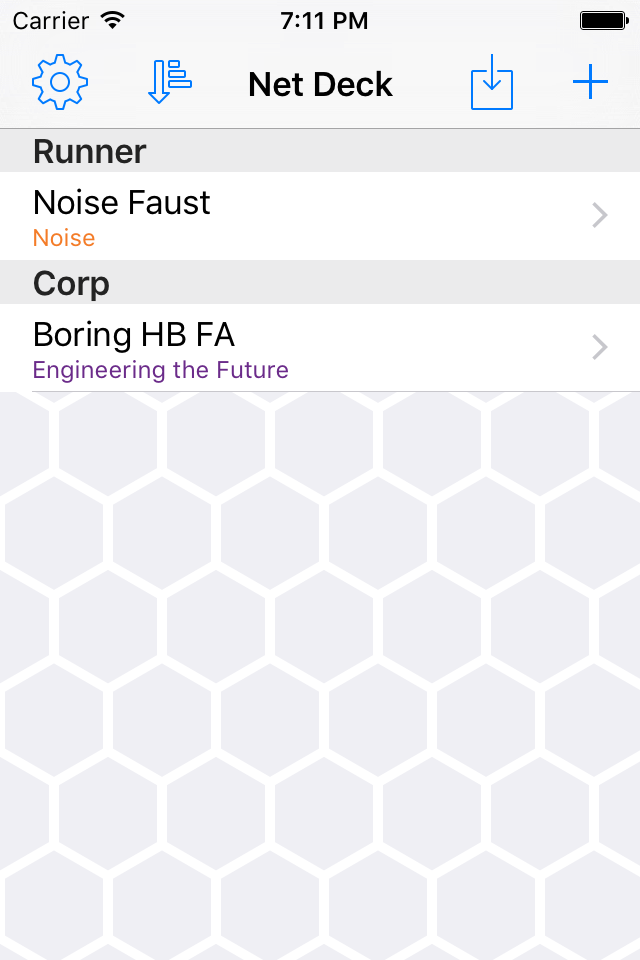 Carrier 7:11 PM
Net Deck
Runner
Noise Faust
Noise
Corp
Boring HB FA
Engineering the Future